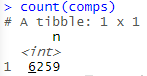 > count(comps)
# A tibble: 1 x 1
n
<int>
1 6259